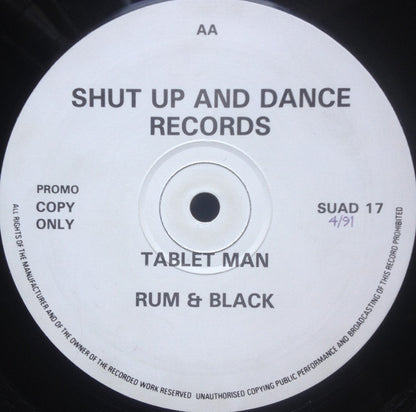 AA
SHUT UP AND DANCE
RECORDS
PROMO
COPY
ONLY
SUAD 17
4/91
TABLET MAN
RUM & BLACK
ALL RIGHTS OF THE MANUFACTURER AND OF THE OWNER OF THE RECORDED WORK RESERVED UNAUTHORISED COPYING PUBLIC PERFORMANCE AND BROADCASTING OF THIS RECORD PROHIBITED